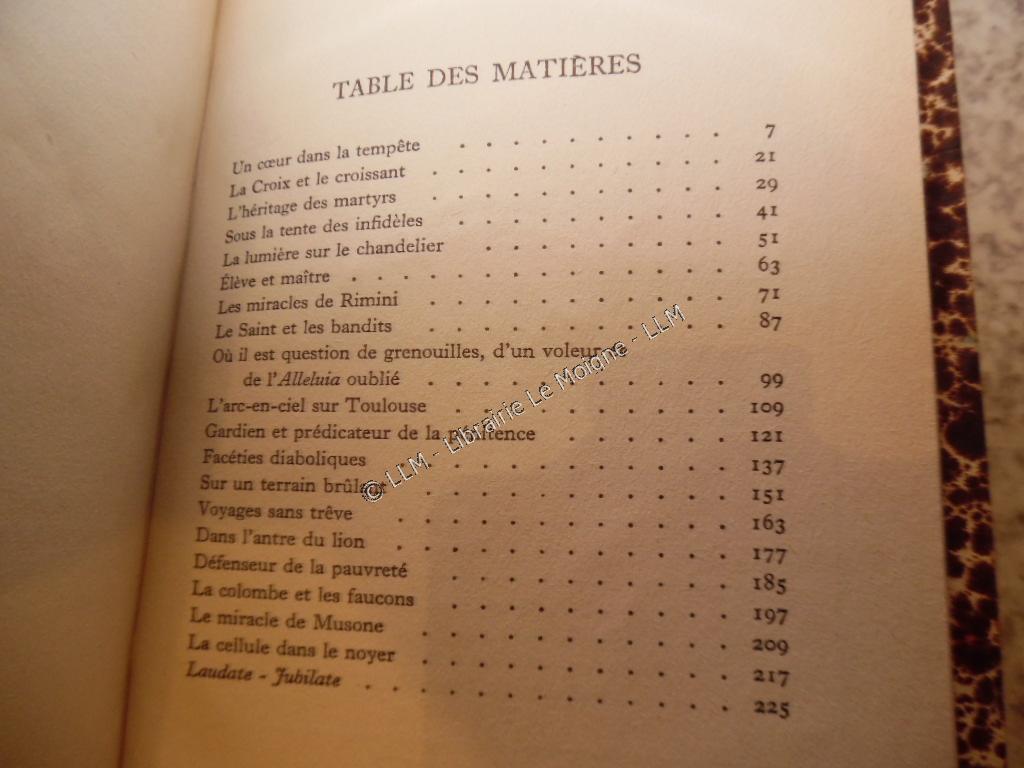 TABLE DES MATIÈRES
Un cœur dans la tempête . . . . . . . . . . 7
La Croix et le croissant . . . . . . . . . . . 21
L'héritage des martyrs . . . . . . . . . . . 29
Sous la tente des infidèles . . . . . . . . . . 41
La lumière sur le chandelier . . . . . . . . . 51
Élève et maître . . . . . . . . . . . . . . 63
Les miracles de Rimini . . . . . . . . . . . 71
Le Saint et les bandits . . . . . . . . . . . 87
Où il est question de grenouilles, d'un voleur
de l'Alleluia oublié . . . . . . . . . . . 99
L'arc-en-ciel sur Toulouse . . . . . . . . . . 109
Gardien et prédicateur de la pénitence . . . . . . 121
Facéties diaboliques . . . . . . . . . . 137
Sur un terrain brûlant . . . . . . . . . . . 151
Voyages sans trêve . . . . . . . . . . . . 163
Dans l'antre du lion . . . . . . . . . . . . 177
Défenseur de la pauvreté . . . . . . . . . . 185
La colombe et les faucons . . . . . . . . . . 197
Le miracle de Musone . . . . . . . . . . . 209
La cellule dans le noyer . . . . . . . . . . . 217
Laudate - Jubilate . . . . . . . . . . . . . 225
© LLM - Librairie Le Moigne - LLM